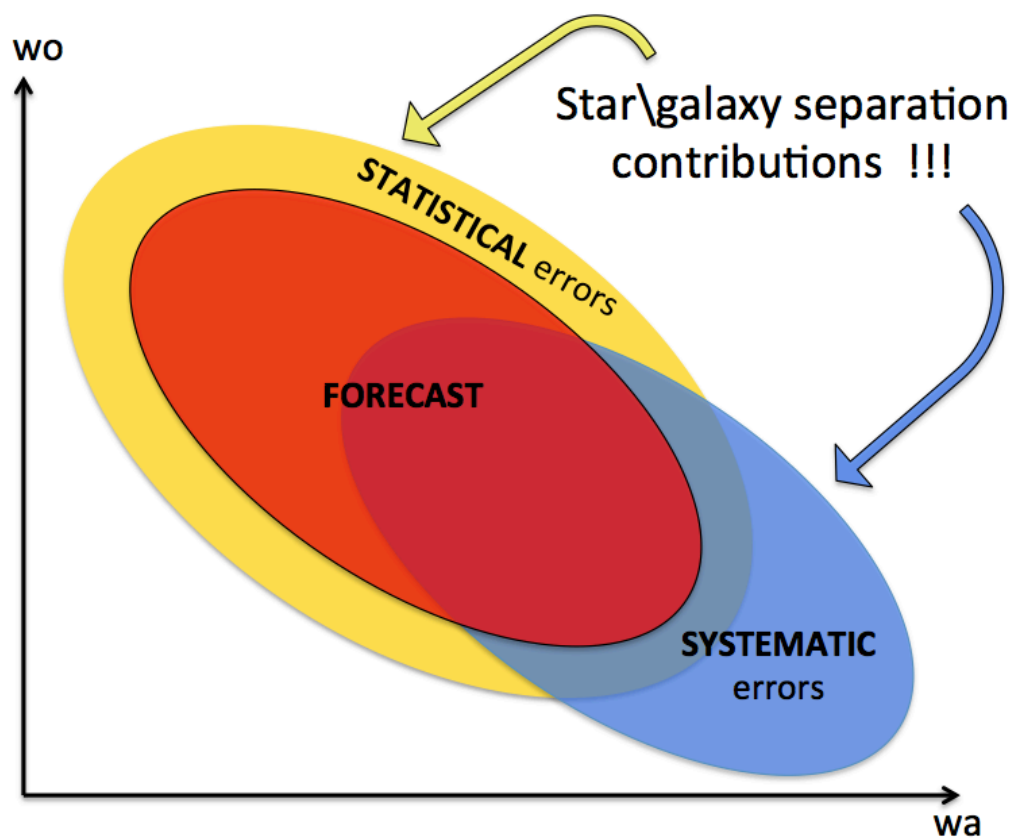 wo
Star\galaxy separation
contributions !!!
STATISTICAL errors
FORECAST
SYSTEMATIC
errors
wa